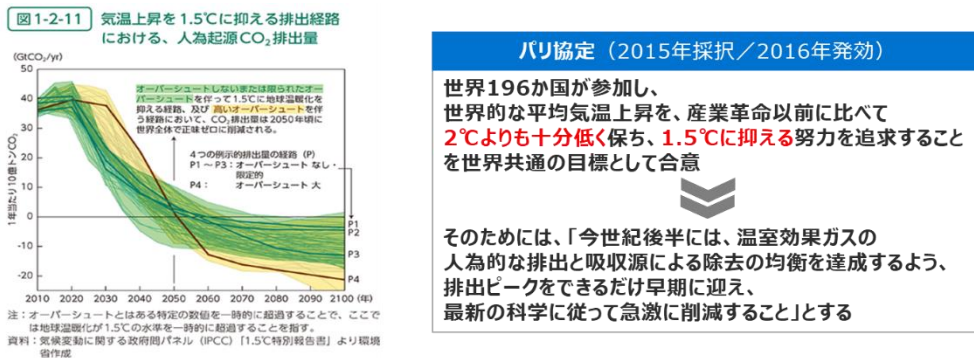 図1-2-11 気温上昇を1.5℃に抑える排出経路
における、人為起源CO₂排出量
(GtCO₂/yr)
50
40
30
20
10
0
-10
-20
1年当たり10億トンCO₂
オーバーシュートしないまたは限られたオー
バーシュートを伴って1.5℃に地球温暖化を
抑える経路、及び高いオーバーシュートを伴
う経路において、CO₂排出量は2050年頃に
世界全体で正味ゼロに削減される。
4つの例示的排出量の経路（P）
P1 ～ P3：オーバーシュート なし・
限定的
P4： オーバーシュート 大
P1
P2
P3
P4
2010 2020 2030 2040 2050 2060 2070 2080 2090 2100 (年)
注：オーバーシュートとはある特定の数値を一時的に超過することで、ここで
は地球温暖化が1.5℃の水準を一時的に超過することを指す。
資料：気候変動に関する政府間パネル（IPCC）「1.5℃特別報告書」より環境
省作成
パリ協定（2015年採択／2016年発効）
世界196か国が参加し、
世界的な平均気温上昇を、産業革命以前に比べて
2℃よりも十分低く保ち、1.5℃に抑える努力を追求すること
を世界共通の目標として合意
そのためには、「今世紀後半には、温室効果ガスの
人為的な排出と吸収源による除去の均衡を達成するよう、
排出ピークをできるだけ早期に迎え、
最新の科学に従って急激に削減すること」とする